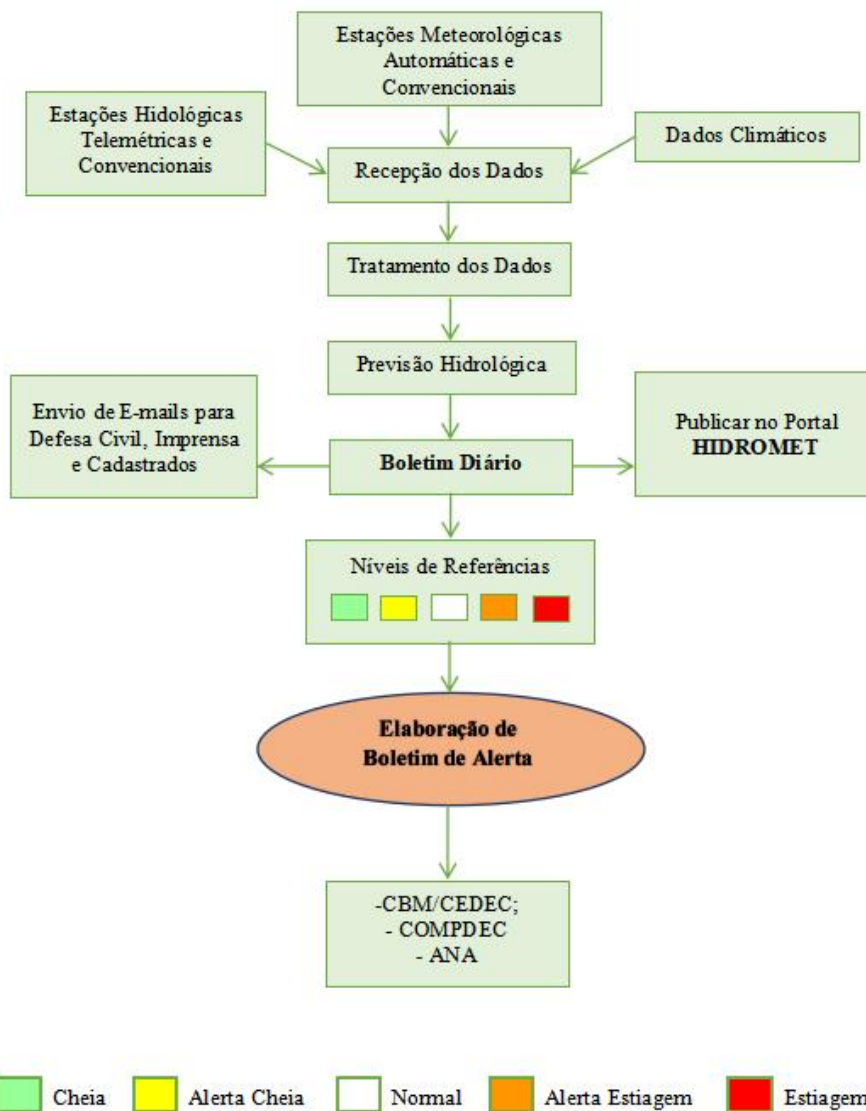 Estações Meteorológicas
Automáticas e
Convencionais
Estações Hidológicas
Telemétricas e
Convencionais
Dados Climáticos
Recepção dos Dados
Tratamento dos Dados
Previsão Hidrológica
Envio de E-mails para
Defesa Civil, Imprensa
e Cadastrados
Boletim Diário
Publicar no Portal
HIDROMET
Níveis de Referências
Elaboração de
Boletim de Alerta
-CBM/CEDEC;
- COMPDEC
- ANA
Cheia
Alerta Cheia
Normal
Alerta Estiagem
Estiagem